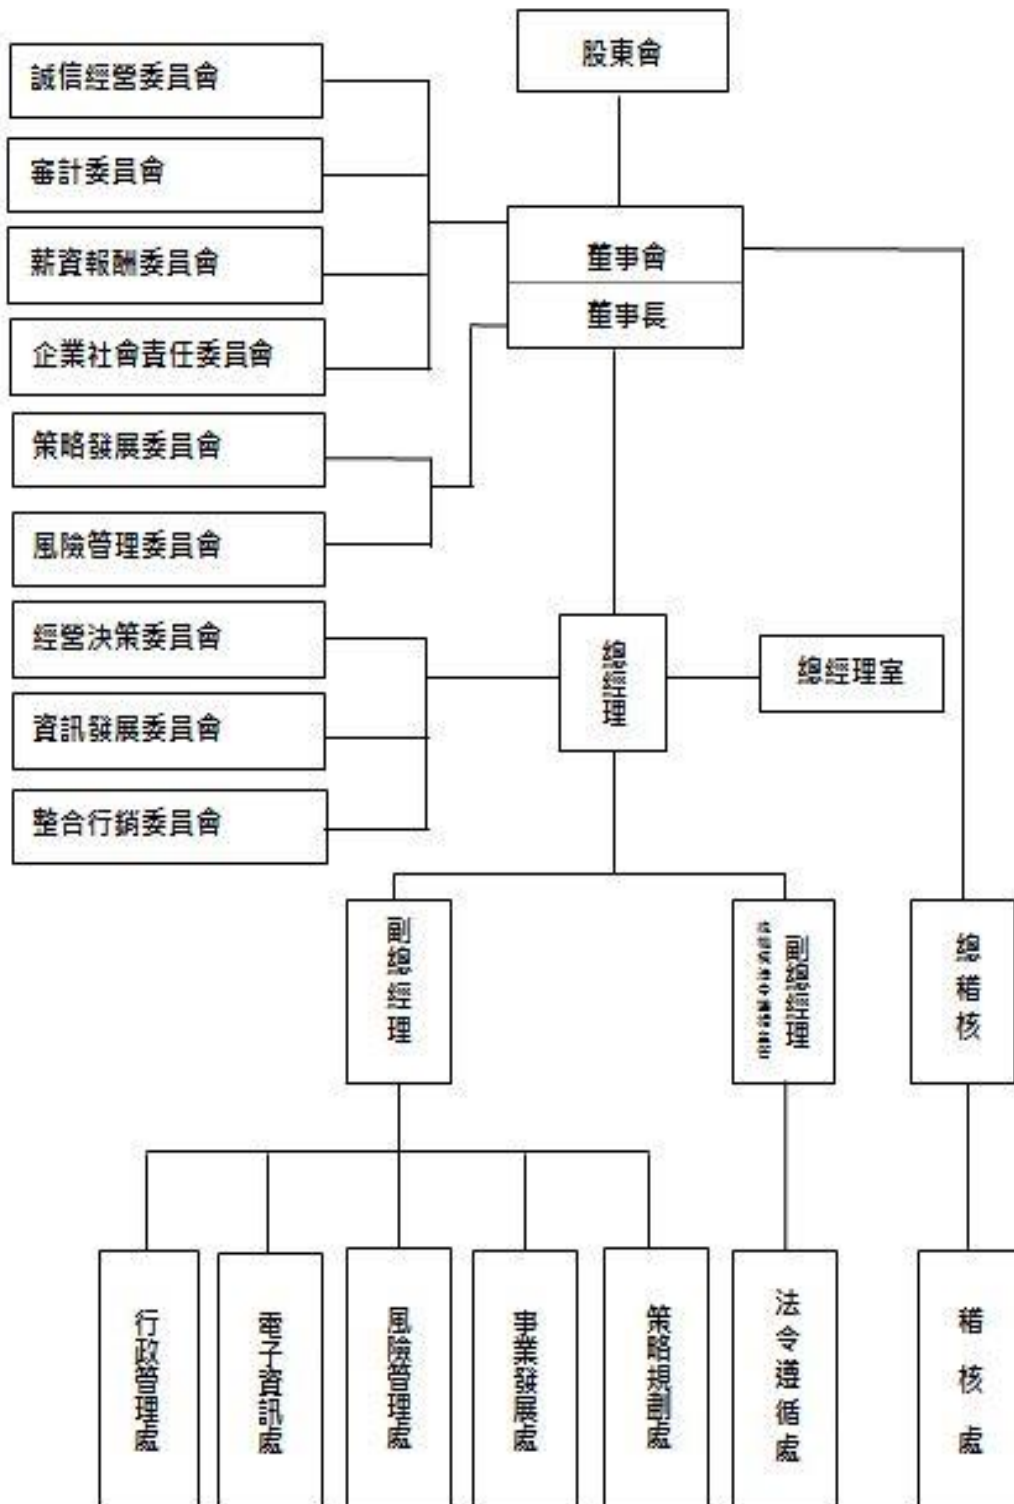 股東會
誠信經營委員會
審計委員會
薪資報酬委員會
企業社會責任委員會
策略發展委員會
風險管理委員會
經營決策委員會
資訊發展委員會
整合行銷委員會
董事會
董事長
總經理
總經理室
副總經理
副總經理
總稽核
行政管理處
電子資訊處
風險管理處
事業發展處
策略規劃處
法令遵循處
稽核處